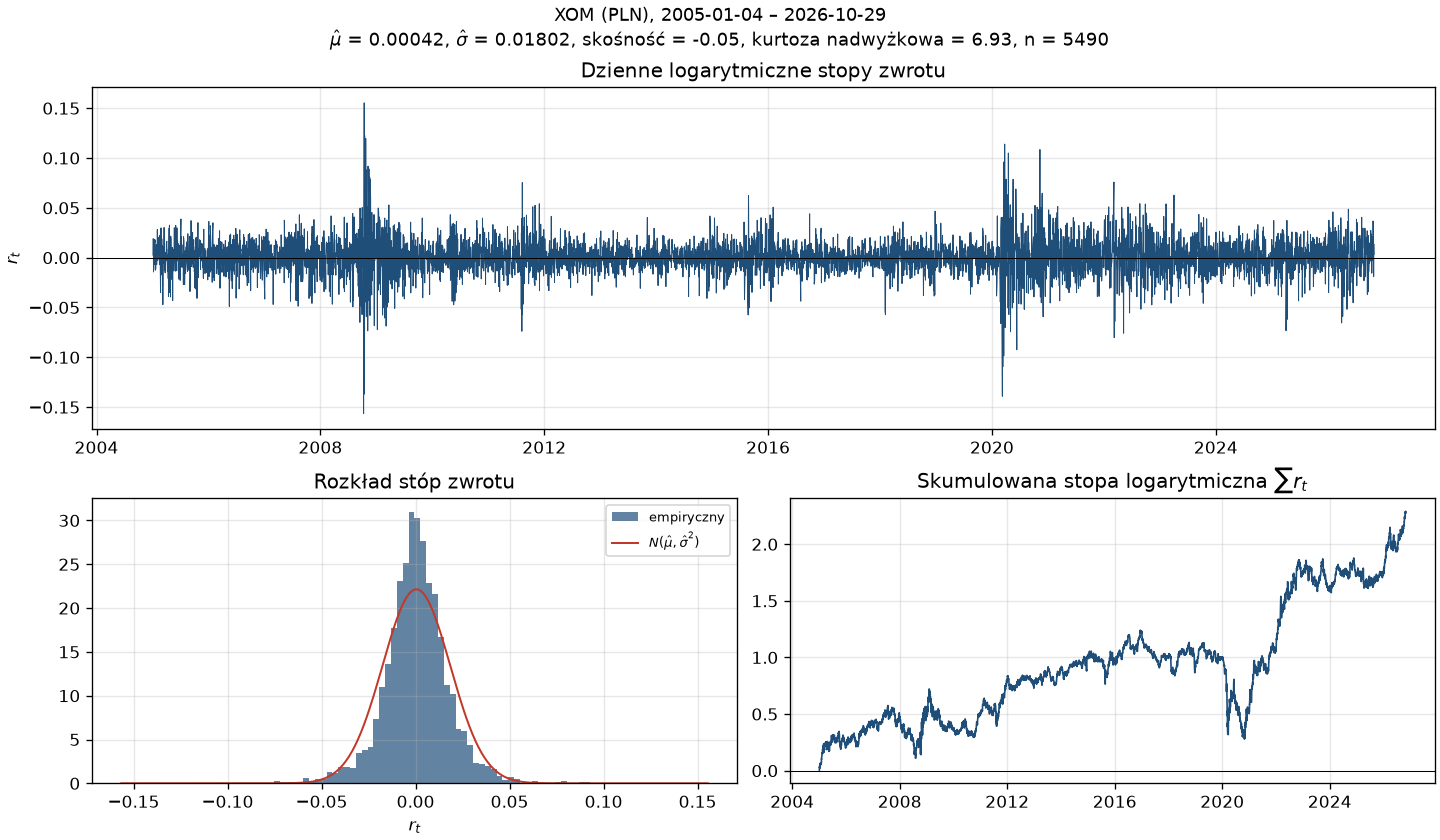 XOM (PLN), 2005-01-04 – 2026-10-29
μ̂ = 0.00042, σ̂ = 0.01802, skośność = -0.05, kurtoza nadwyżkowa = 6.93, n = 5490
Dzienne logarytmiczne stopy zwrotu
0.15
0.10
0.05
0.00
−0.05
−0.10
−0.15
r_t
2004 2008 2012 2016 2020 2024
Rozkład stóp zwrotu
30
25
20
15
10
5
0
empiryczny
N(μ̂, σ̂²)
−0.15 −0.10 −0.05 0.00 0.05 0.10 0.15
r_t
Skumulowana stopa logarytmiczna ∑r_t
2.0
1.5
1.0
0.5
0.0
2004 2008 2012 2016 2020 2024